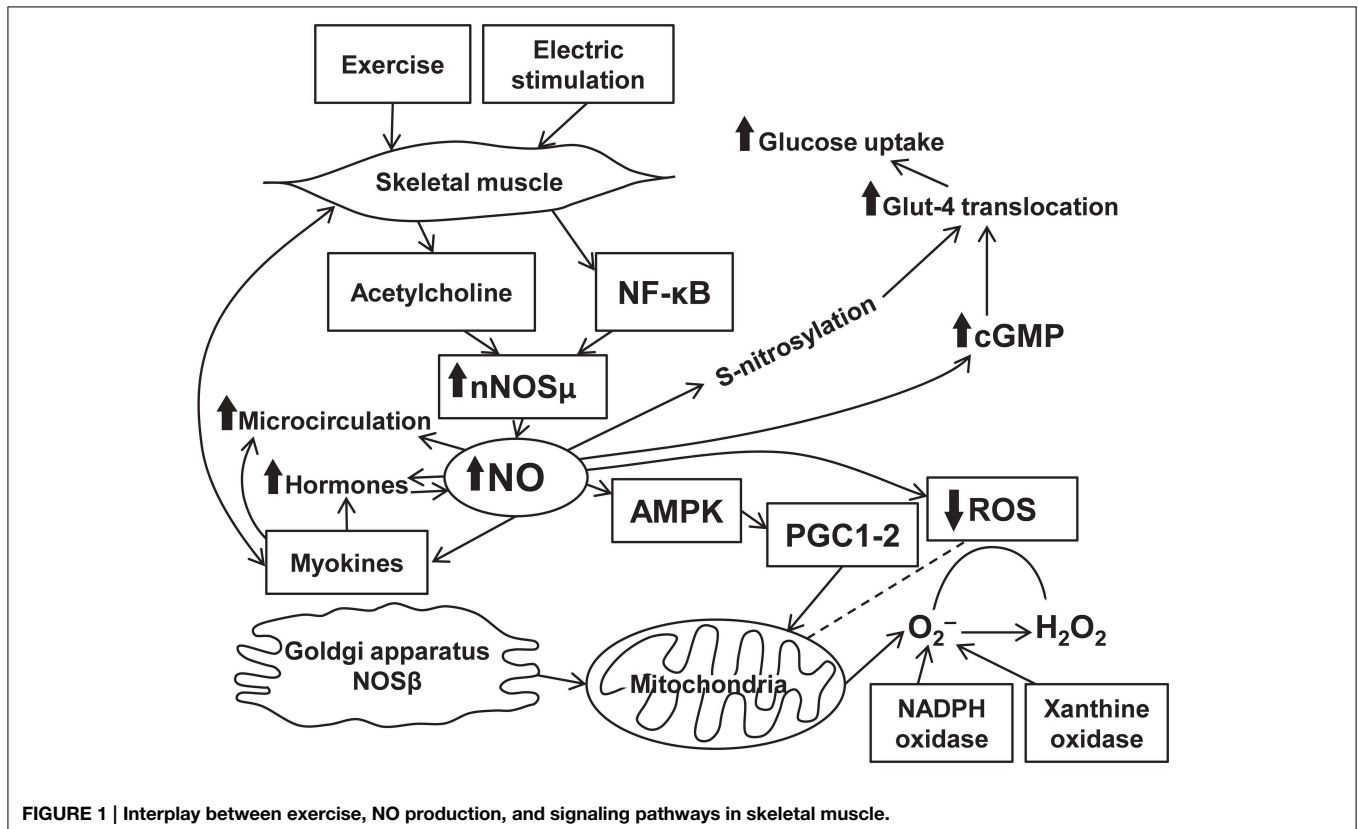 Exercise
Electric
stimulation
Glucose uptake
Skeletal muscle
Glut-4 translocation
Acetylcholine
NF-κB
S-nitrosylation
cGMP
nNOSμ
Microcirculation
Hormones
NO
AMPK
ROS
PGC1-2
Myokines
O₂⁻
H₂O₂
Goldgi apparatus
NOSβ
Mitochondria
NADPH
oxidase
Xanthine
oxidase
FIGURE 1 | Interplay between exercise, NO production, and signaling pathways in skeletal muscle.